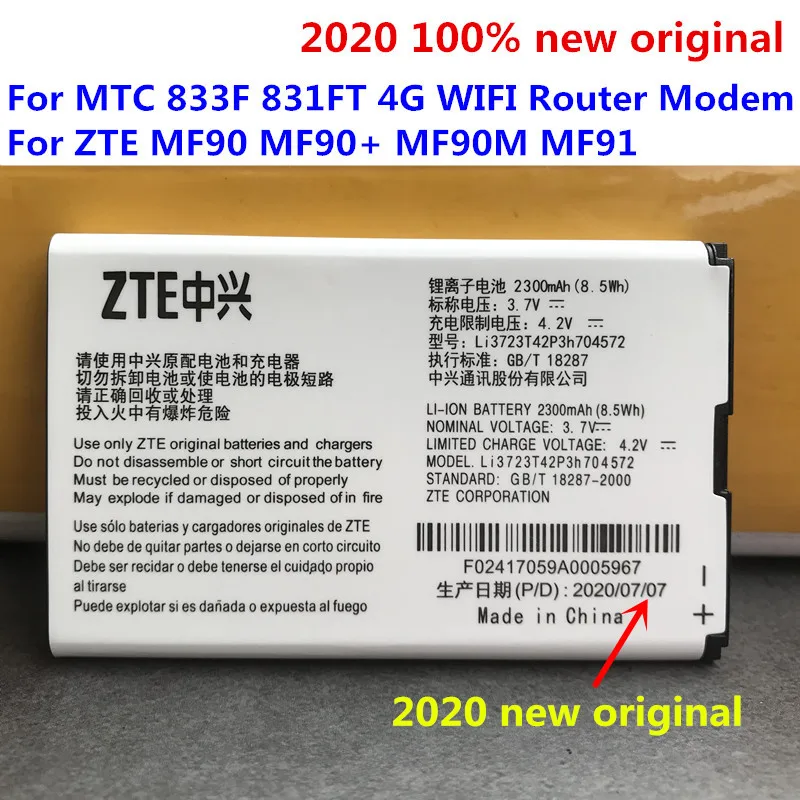 2020 100% new original
For MTC 833F 831FT 4G WIFI Router Modem
For ZTE MF90 MF90+ MF90M MF91
ZTE中兴
请使用中兴原配电池和充电器
切勿拆卸电池或使电池的电极短路
请正确回收或处理
投入火中有爆炸危险
Use only ZTE original batteries and chargers
Do not disassemble or short circuit the battery
Must be recycled or disposed of properly
May explode if damaged or disposed of in fire
Use sólo baterias y cargadores originales de ZTE
No debe de quitar partes o dejarse en corto circuito
Deber ser recidar o debe tenerse el cuidado propio
al tirarse
Puede explotar si es dañada o expuesta al fuego
锂离子电池 2300mAh(8.5Wh)
标称电压: 3.7V
充电限制电压: 4.2V
型号: Li3723T42P3h704572
执行标准: GB/T 18287
中兴通讯股份有限公司
LI-ION BATTERY 2300mAh(8.5Wh)
NOMINAL VOLTAGE: 3.7V
LIMITED CHARGE VOLTAGE: 4.2V
MODEL. Li3723T42P3h704572
STANDARD: GB/T 18287-2000
ZTE CORPORATION
F02417059A0005967
生产日期(P/D): 2020/07/07
Made in China
－
+
2020 new original